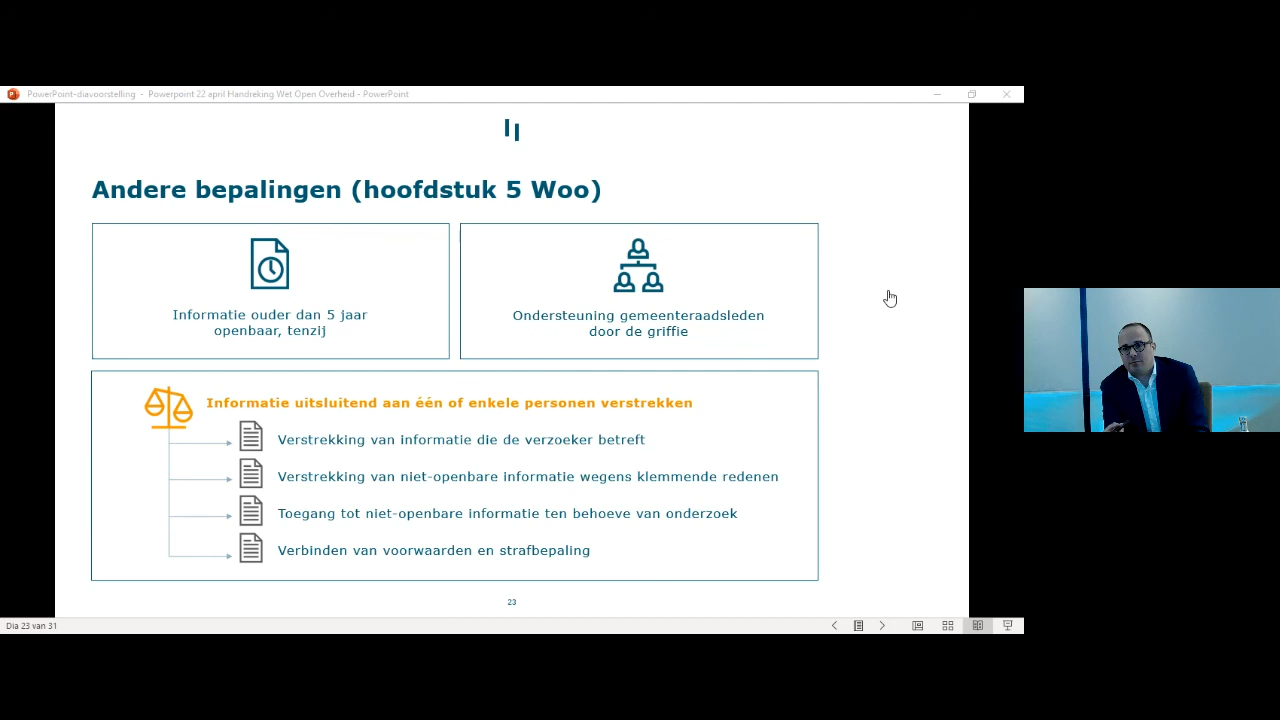 PowerPoint-diavoorstelling - Powerpoint 22 april Handreking Wet Open Overheid - PowerPoint
Andere bepalingen (hoofdstuk 5 Woo)
Informatie ouder dan 5 jaar
openbaar, tenzij
Ondersteuning gemeenteraadsleden
door de griffie
Informatie uitsluitend aan één of enkele personen verstrekken
Verstrekking van informatie die de verzoeker betreft
Verstrekking van niet-openbare informatie wegens klemmende redenen
Toegang tot niet-openbare informatie ten behoeve van onderzoek
Verbinden van voorwaarden en strafbepaling
23
Dia 23 van 31